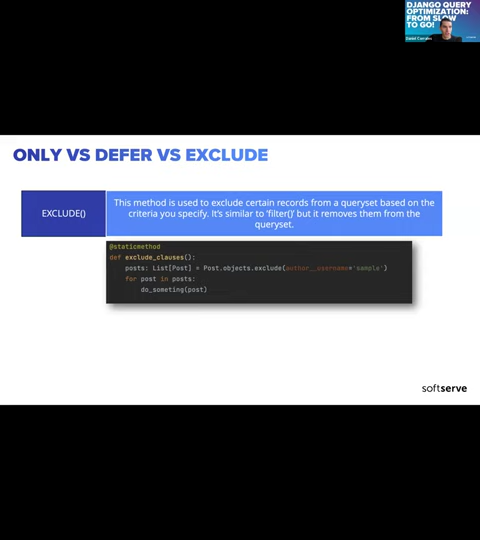 DJANGO QUERY
OPTIMIZATION:
FROM SLOW
TO GO!
ONLY VS DEFER VS EXCLUDE
EXCLUDE()
This method is used to exclude certain records from a queryset based on the
criteria you specify. It's similar to 'filter()' but it removes them from the
queryset.
@staticmethod
def exclude_clauses():
posts: List[Post] = Post.objects.exclude(author__username='sample')
for post in posts:
do_someting(post)
softserve